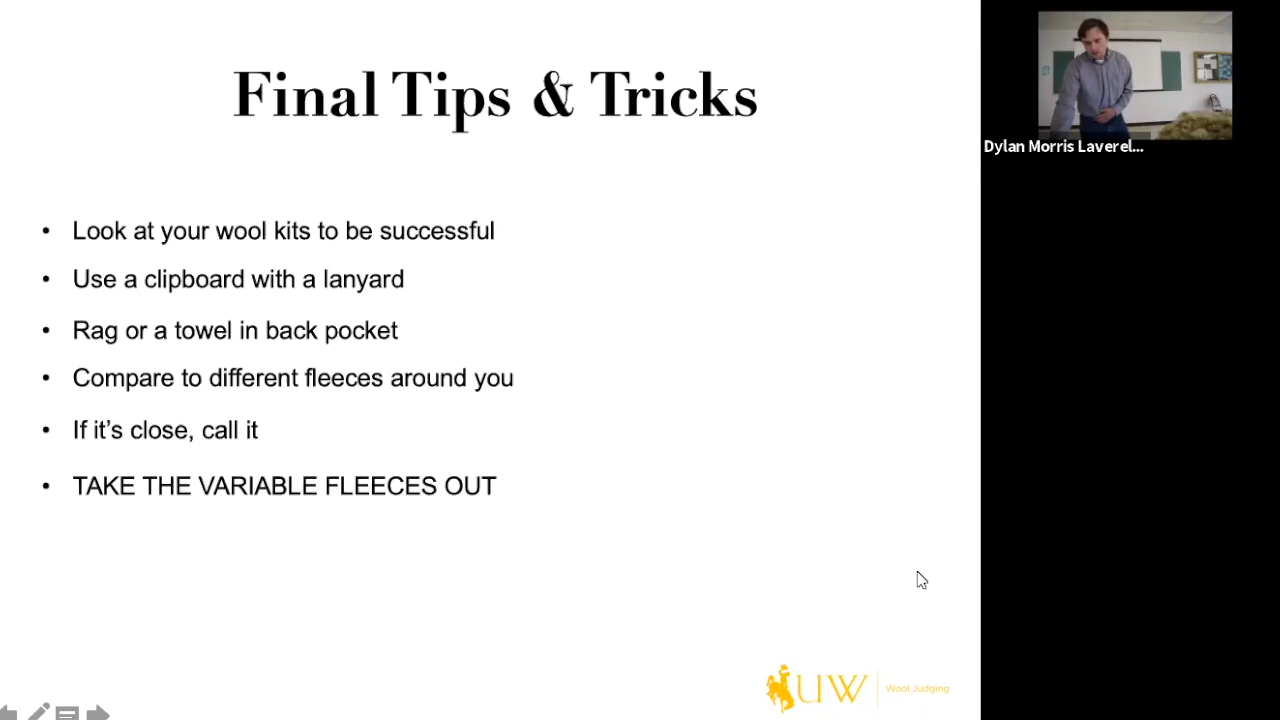 Final Tips & Tricks
Dylan Morris Laverel...
• Look at your wool kits to be successful
• Use a clipboard with a lanyard
• Rag or a towel in back pocket
• Compare to different fleeces around you
• If it’s close, call it
• TAKE THE VARIABLE FLEECES OUT
UW Wool Judging